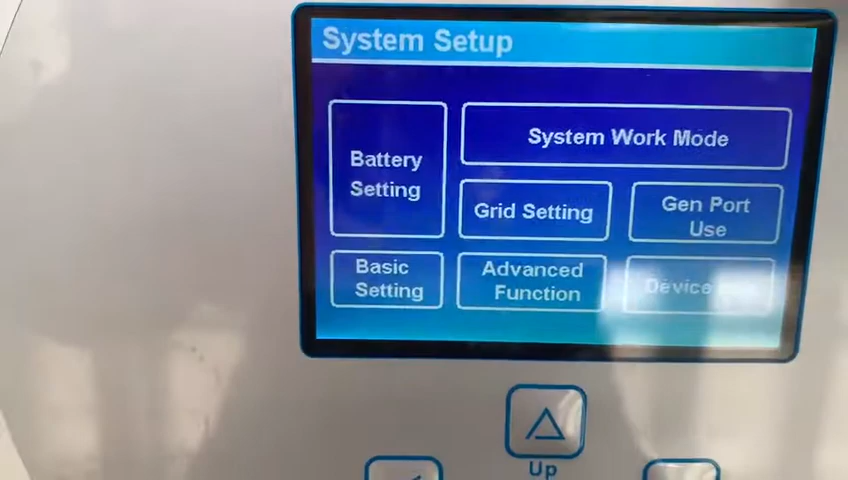 System Setup
Battery
Setting
System Work Mode
Grid Setting
Gen Port
Use
Basic
Setting
Advanced
Function
Device
Up